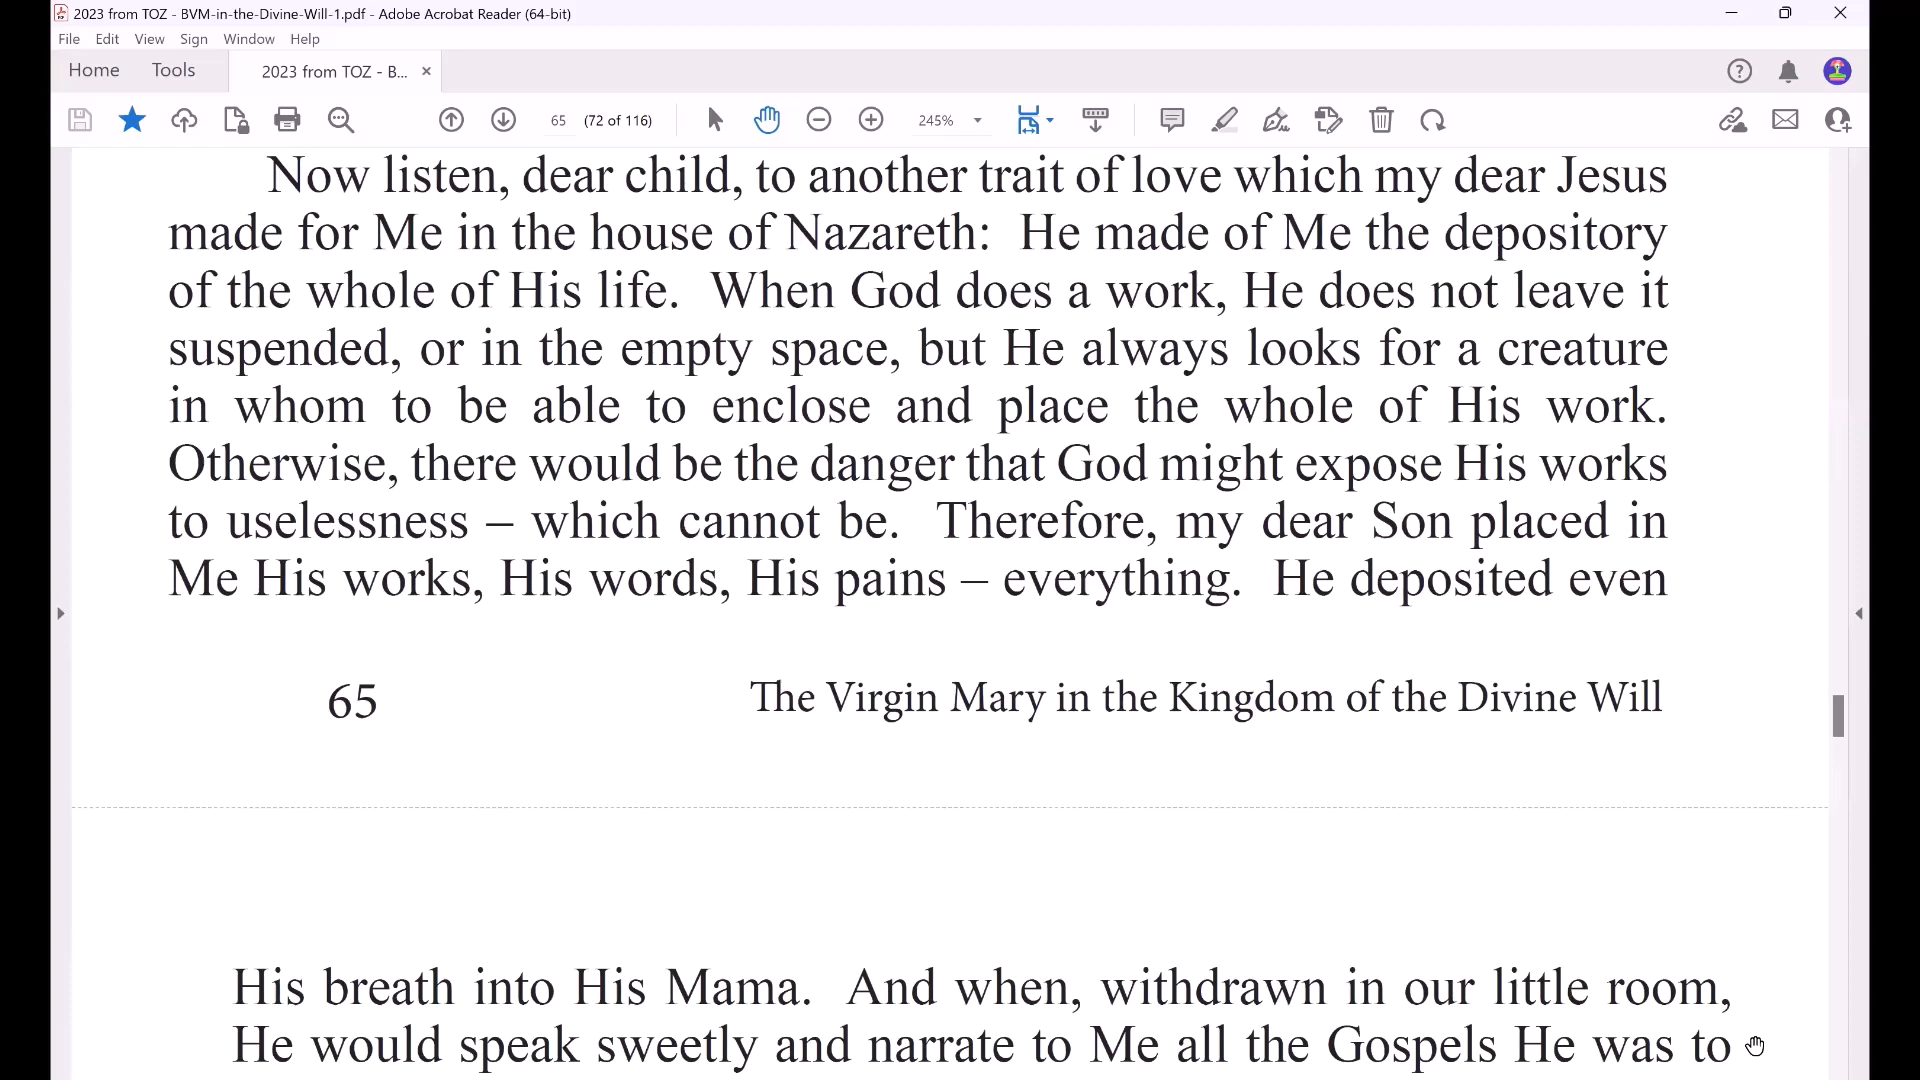 2023 from TOZ - BVM-in-the-Divine-Will-1.pdf - Adobe Acrobat Reader (64-bit)
File Edit View Sign Window Help
Home Tools 2023 from TOZ - B...
65 (72 of 116) 245%
Now listen, dear child, to another trait of love which my dear Jesus
made for Me in the house of Nazareth: He made of Me the depository
of the whole of His life. When God does a work, He does not leave it
suspended, or in the empty space, but He always looks for a creature
in whom to be able to enclose and place the whole of His work.
Otherwise, there would be the danger that God might expose His works
to uselessness – which cannot be. Therefore, my dear Son placed in
Me His works, His words, His pains – everything. He deposited even
65 The Virgin Mary in the Kingdom of the Divine Will
His breath into His Mama. And when, withdrawn in our little room,
He would speak sweetly and narrate to Me all the Gospels He was to